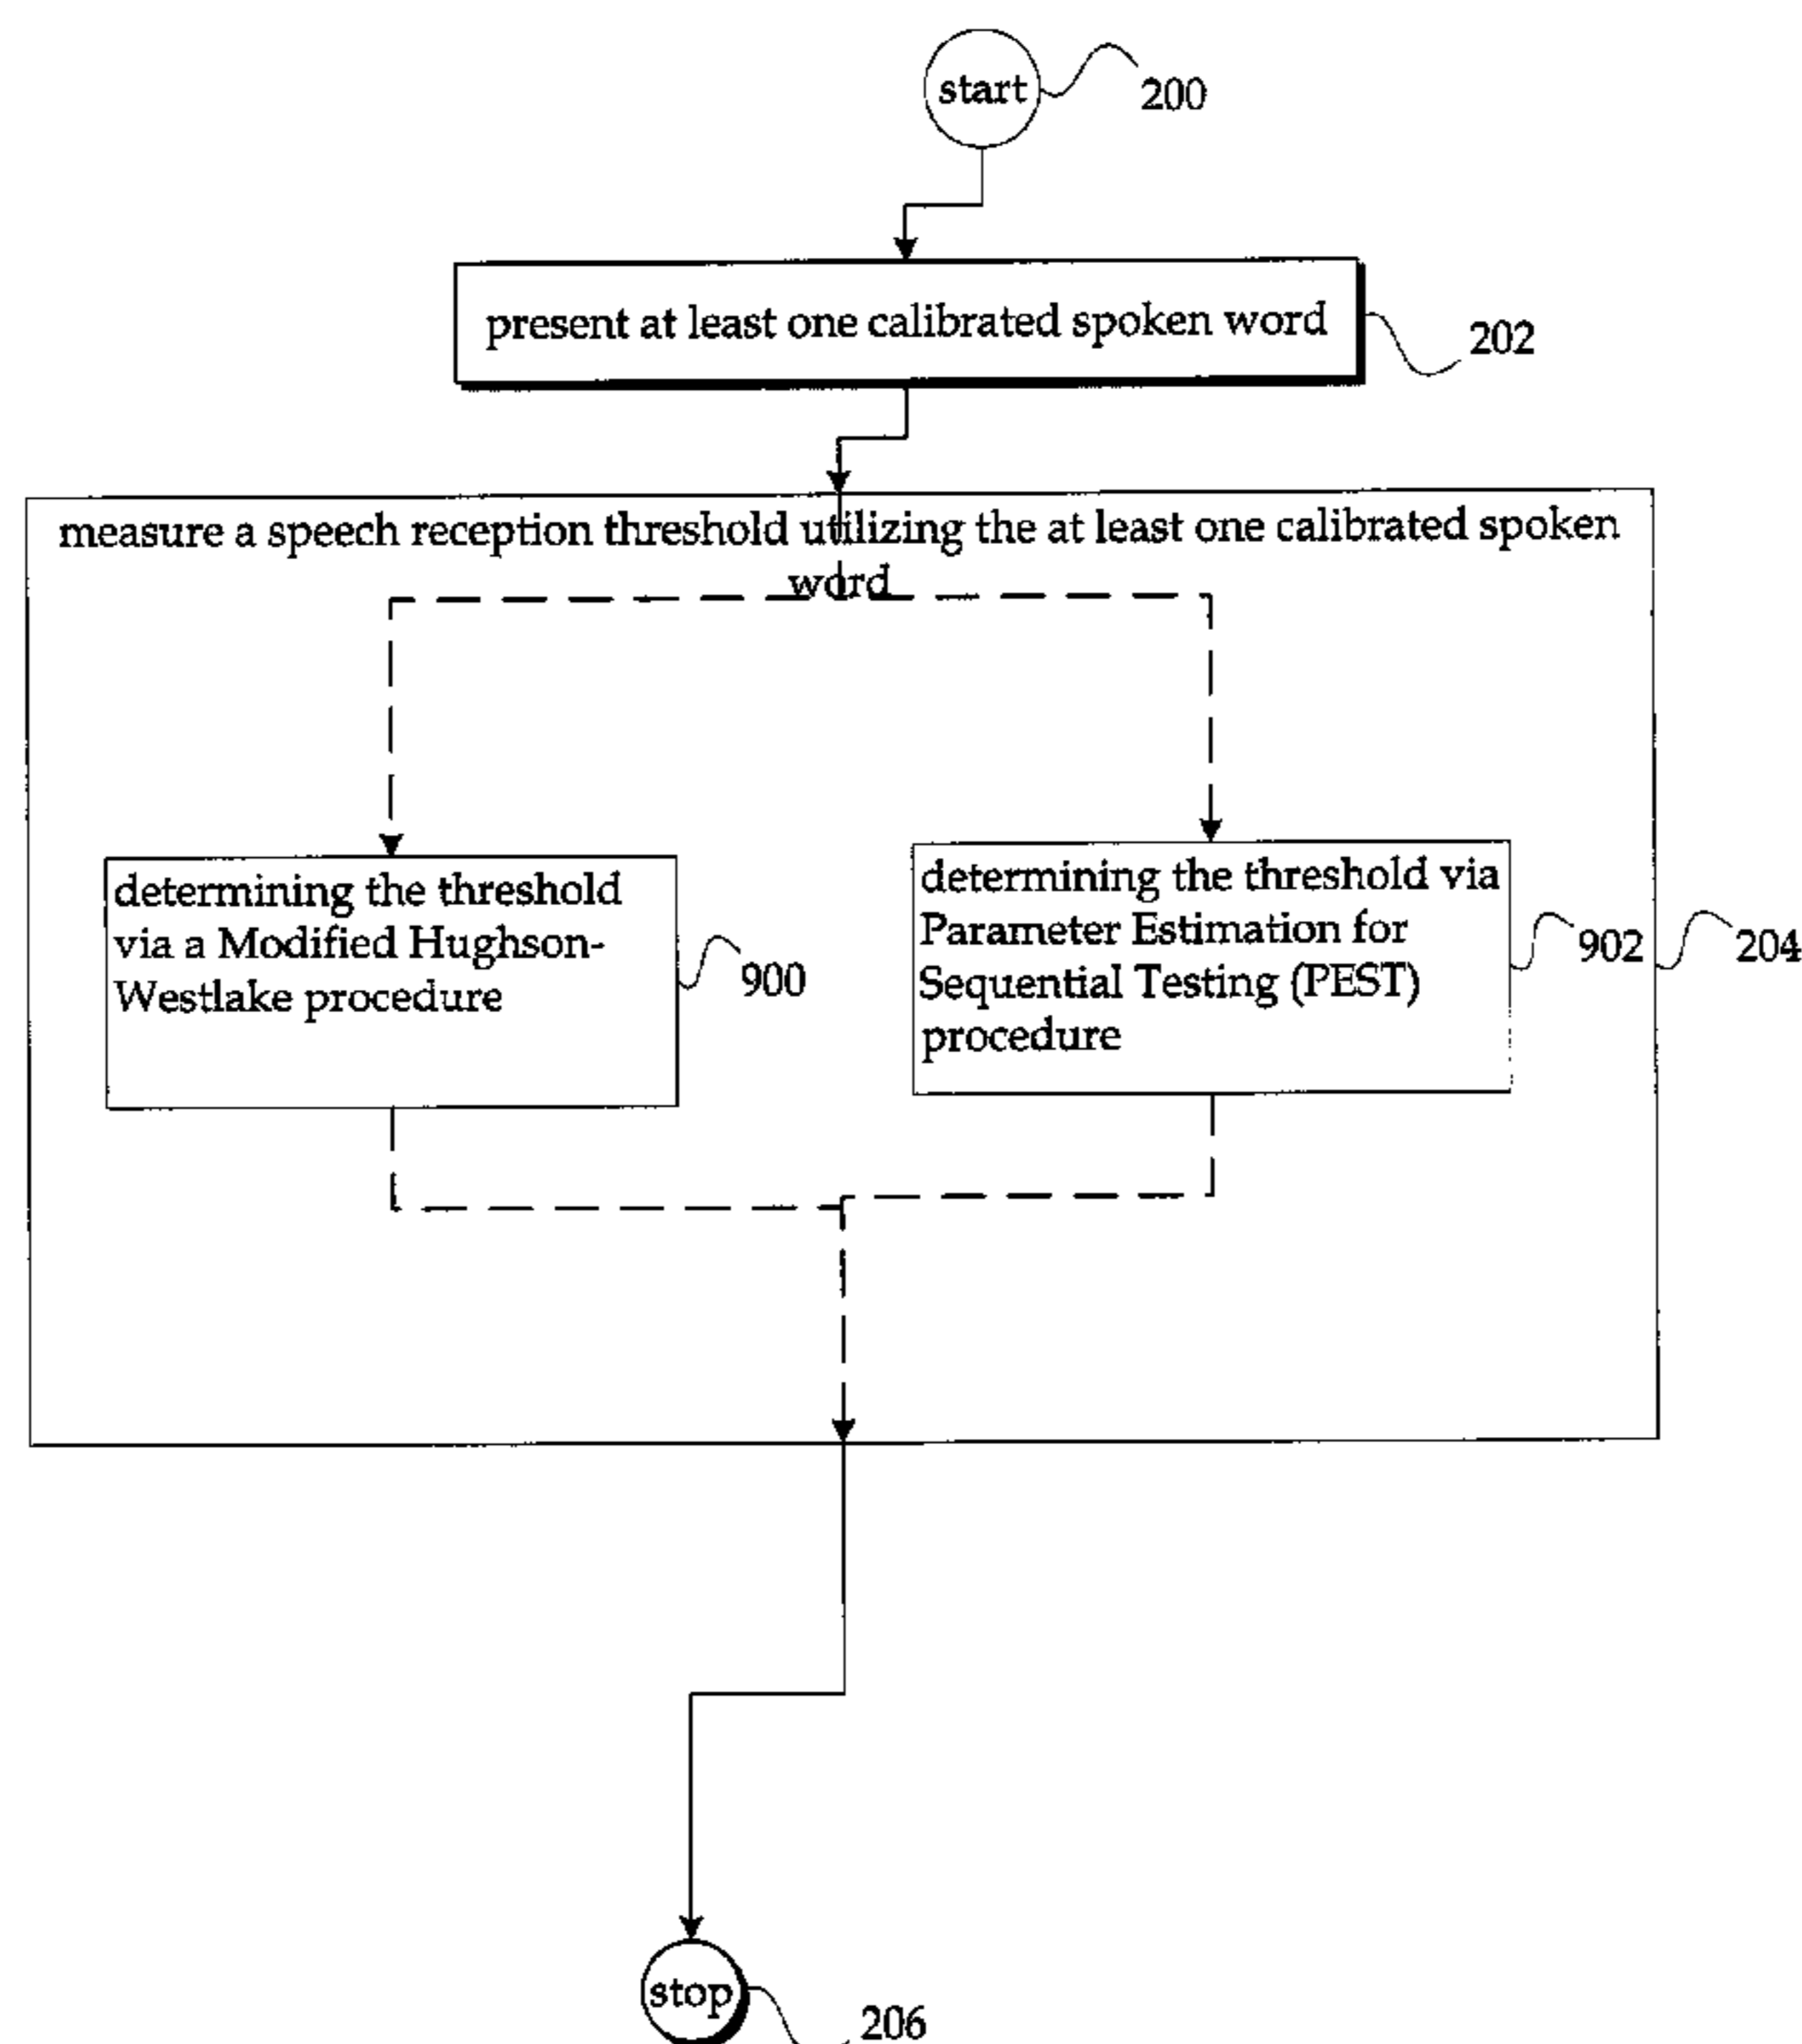 start
200
present at least one calibrated spoken word
202
measure a speech reception threshold utilizing the at least one calibrated spoken
word
determining the threshold
via a Modified Hughson-
Westlake procedure
900
determining the threshold via
Parameter Estimation for
Sequential Testing (PEST)
procedure
902
204
stop
206